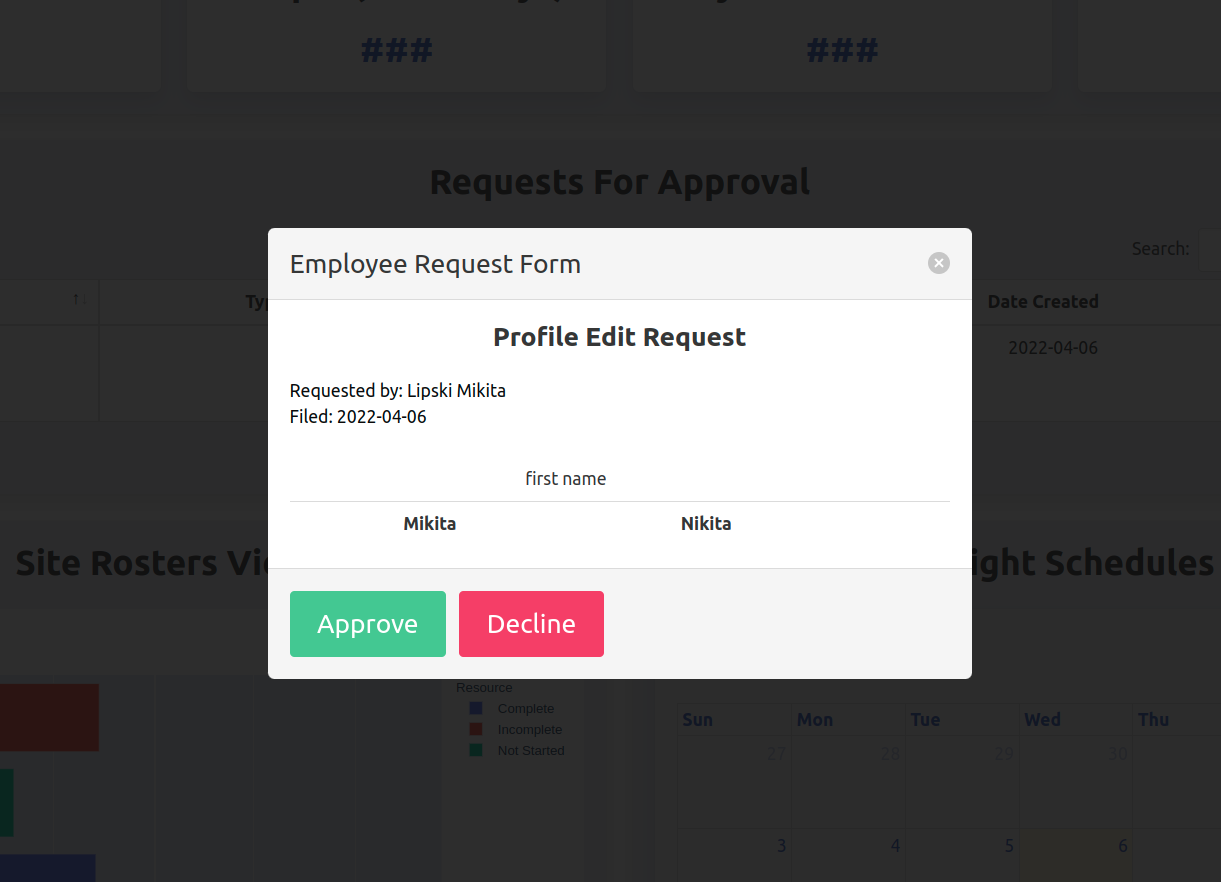 ###
###
Requests For Approval
Search:
Employee Request Form
↑↓
Date Created
Profile Edit Request
2022-04-06
Requested by: Lipski Mikita
Filed: 2022-04-06
first name
Mikita Nikita
Site Rosters
ight Schedules
Approve Decline
Resource
Complete
Incomplete
Not Started
Sun Mon Tue Wed Thu
27 28 29 30
3 4 5 6